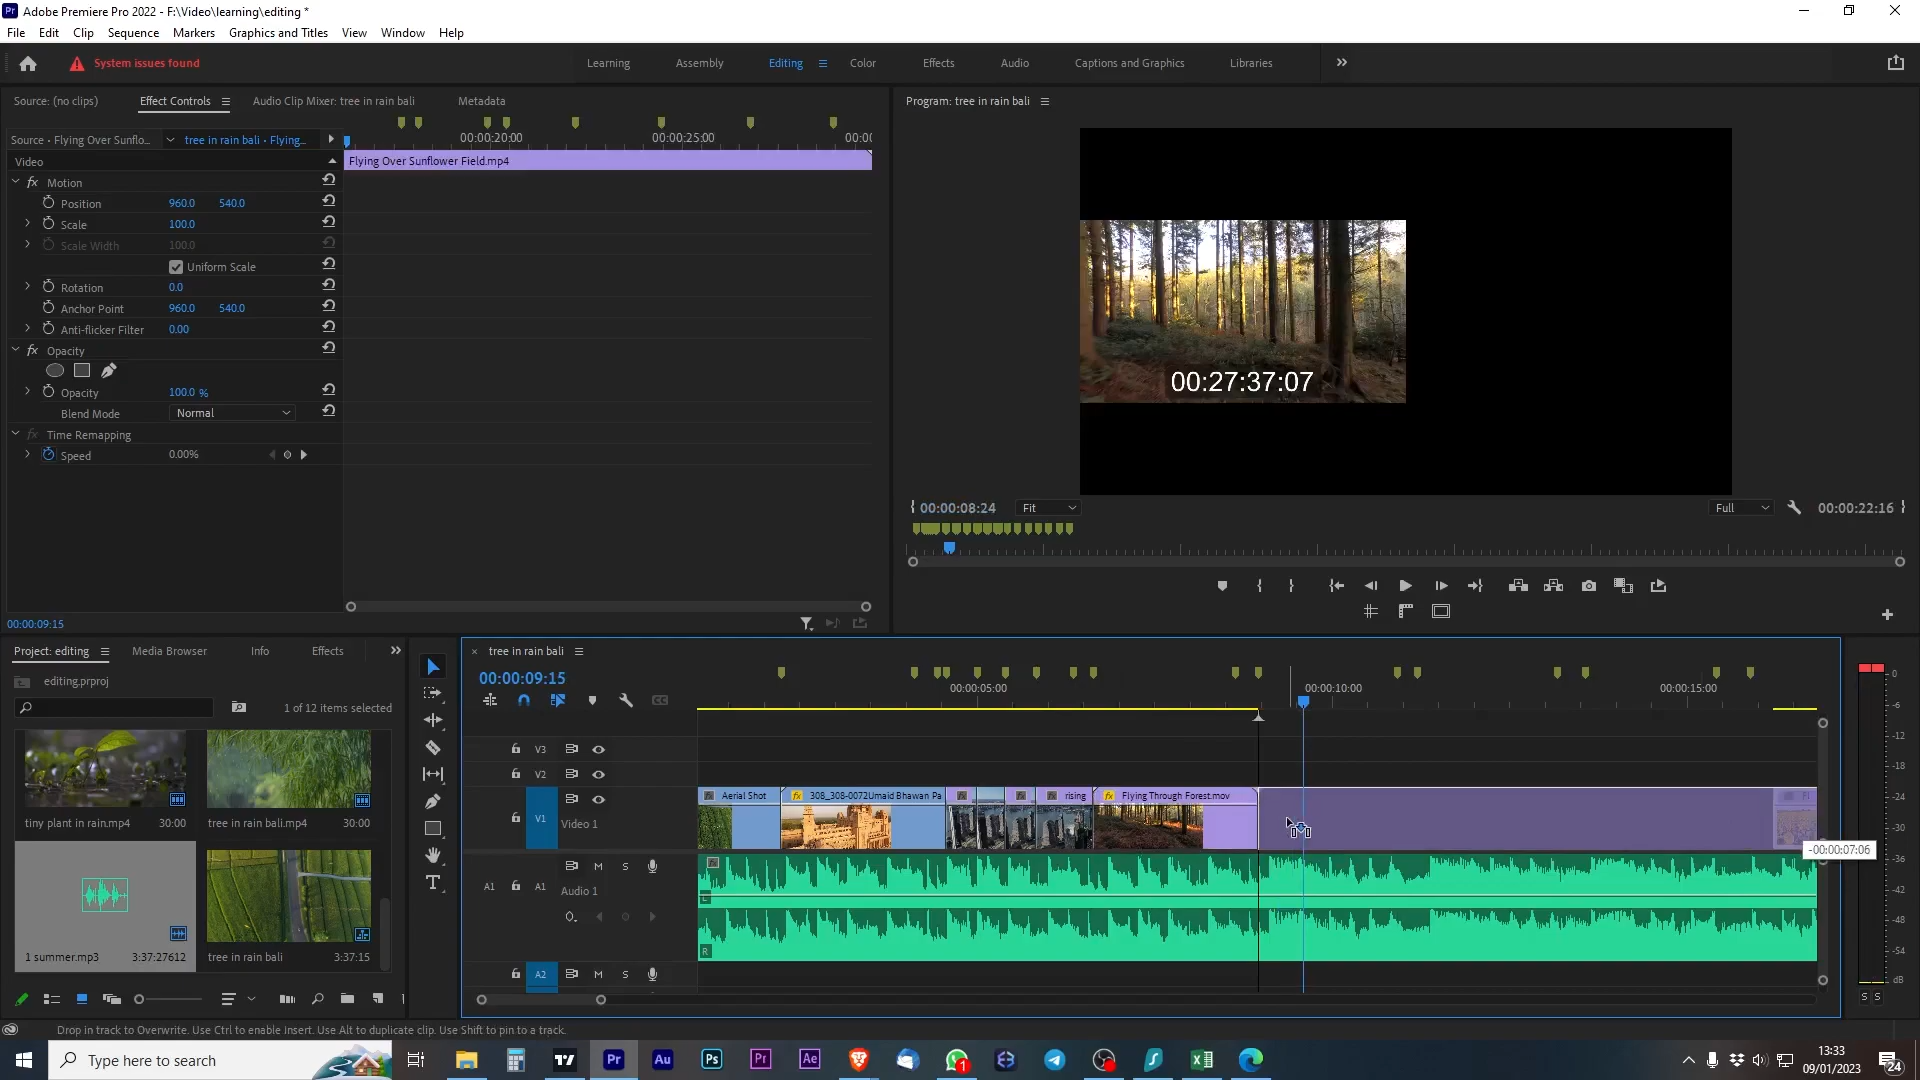 Adobe Premiere Pro 2022 - F:\Video\learning\editing *
File Edit Clip Sequence Markers Graphics and Titles View Window Help
System issues found
Learning Assembly Editing Color Effects Audio Captions and Graphics Libraries
Source: (no clips) Effect Controls Audio Clip Mixer: tree in rain bali Metadata
Program: tree in rain bali
00:00:20:00 00:00:25:00 00:0(
Source • Flying Over Sunflo... tree in rain bali • Flying...
Video
Flying Over Sunflower Field.mp4
fx Motion
Position 960.0 540.0
Scale 100.0
Scale Width 100.0
Uniform Scale
Rotation 0.0
Anchor Point 960.0 540.0
Anti-flicker Filter 0.00
fx Opacity
Opacity 100.0 %
Blend Mode Normal
fx Time Remapping
Speed 0.00%
00:27:37:07
00:00:08:24 Fit Full 00:00:22:16
00:00:09:15
Project: editing Media Browser Info Effects
editing.prproj
1 of 12 items selected
tiny plant in rain.mp4 30:00
tree in rain bali.mp4 30:00
1 summer.mp3 3:37:27612
tree in rain bali 3:37:15
tree in rain bali
00:00:09:15
00:00:05:00 00:00:10:00 00:00:15:00
V3
V2
V1 Video 1
Aerial Shot 308_308-0072Umaid Bhawan Pa rising Flying Through Forest.mov
-00:00:07:06
A1 A1 M S
Audio 1
L
R
A2 M S
0
-6
-12
-18
-24
-30
-36
-42
-48
-54
dB
S S
Drop in track to Overwrite. Use Ctrl to enable Insert. Use Alt to duplicate clip. Use Shift to pin to a track.
Type here to search
Pr Au Ps Pr Ae
1
13:33
09/01/2023
24